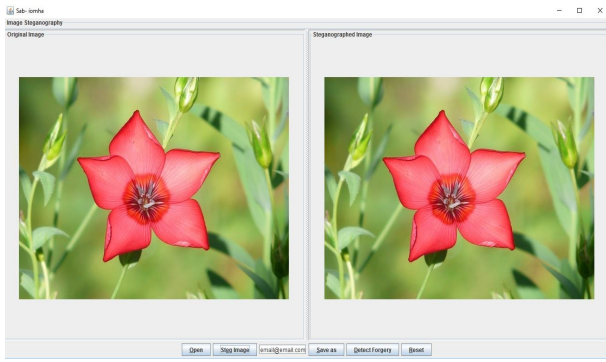 Sab- iomha
Image Steganography
Original Image
Steganographed Image
Open Steg Image email@email.com Save as Detect Forgery Reset